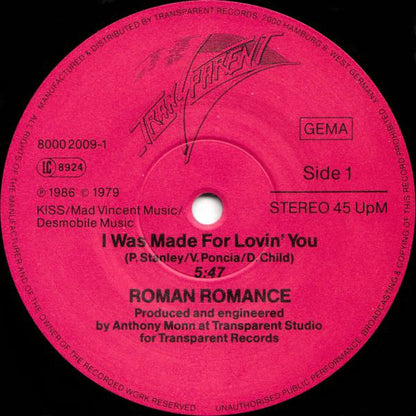 ALL RIGHTS OF THE MANUFACTURER AND OF THE OWNER OF THE RECORDED WORK RESERVED
MANUFACTURED & DISTRIBUTED BY TRANSPARENT RECORDS, 2000 HAMBURG 8, WEST GERMANY.
UNAUTHORISED PUBLIC PERFORMANCE, BROADCASTING & COPYING OF THIS RECORD PROHIBITED
TRANSPARENT
8000 2009-1
GEMA
LC 8924
Side 1
℗ 1986 © 1979
KISS/Mad Vincent Music/
Desmobile Music
STEREO 45 UpM
I Was Made For Lovin' You
(P. Stanley/V. Poncia/D. Child)
5:47
ROMAN ROMANCE
Produced and engineered
by Anthony Monn at Transparent Studio
for Transparent Records